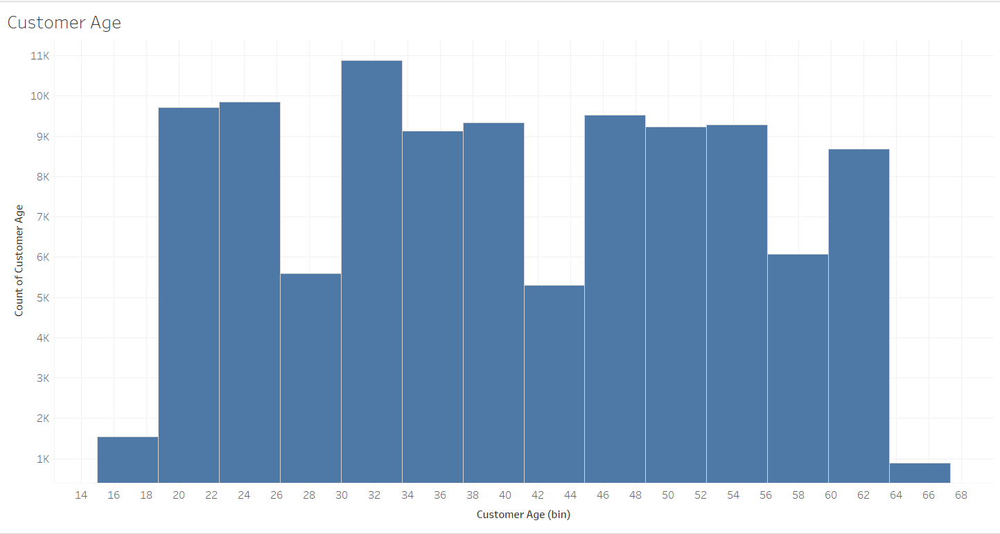 Customer Age
11K
10K
9K
8K
7K
6K
5K
4K
3K
2K
1K
Count of Customer Age
14 16 18 20 22 24 26 28 30 32 34 36 38 40 42 44 46 48 50 52 54 56 58 60 62 64 66 68
Customer Age (bin)